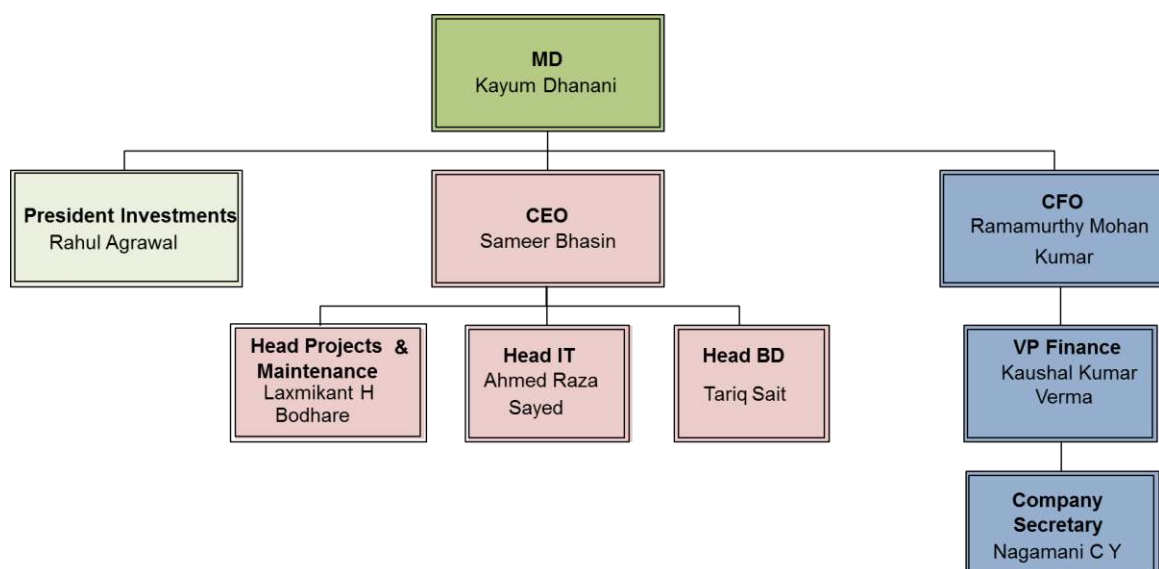 MD
Kayum Dhanani
President Investments
Rahul Agrawal
CEO
Sameer Bhasin
CFO
Ramamurthy Mohan
Kumar
Head Projects &
Maintenance
Laxmikant H
Bodhare
Head IT
Ahmed Raza
Sayed
Head BD
Tariq Sait
VP Finance
Kaushal Kumar
Verma
Company
Secretary
Nagamani C Y